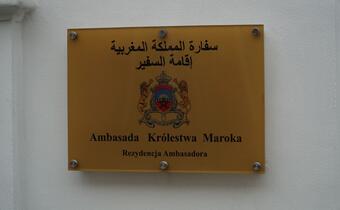 سفارة المملكة المغربية
إقامة السفير
Ambasada Królestwa Maroka
Rezydencja Ambasadora